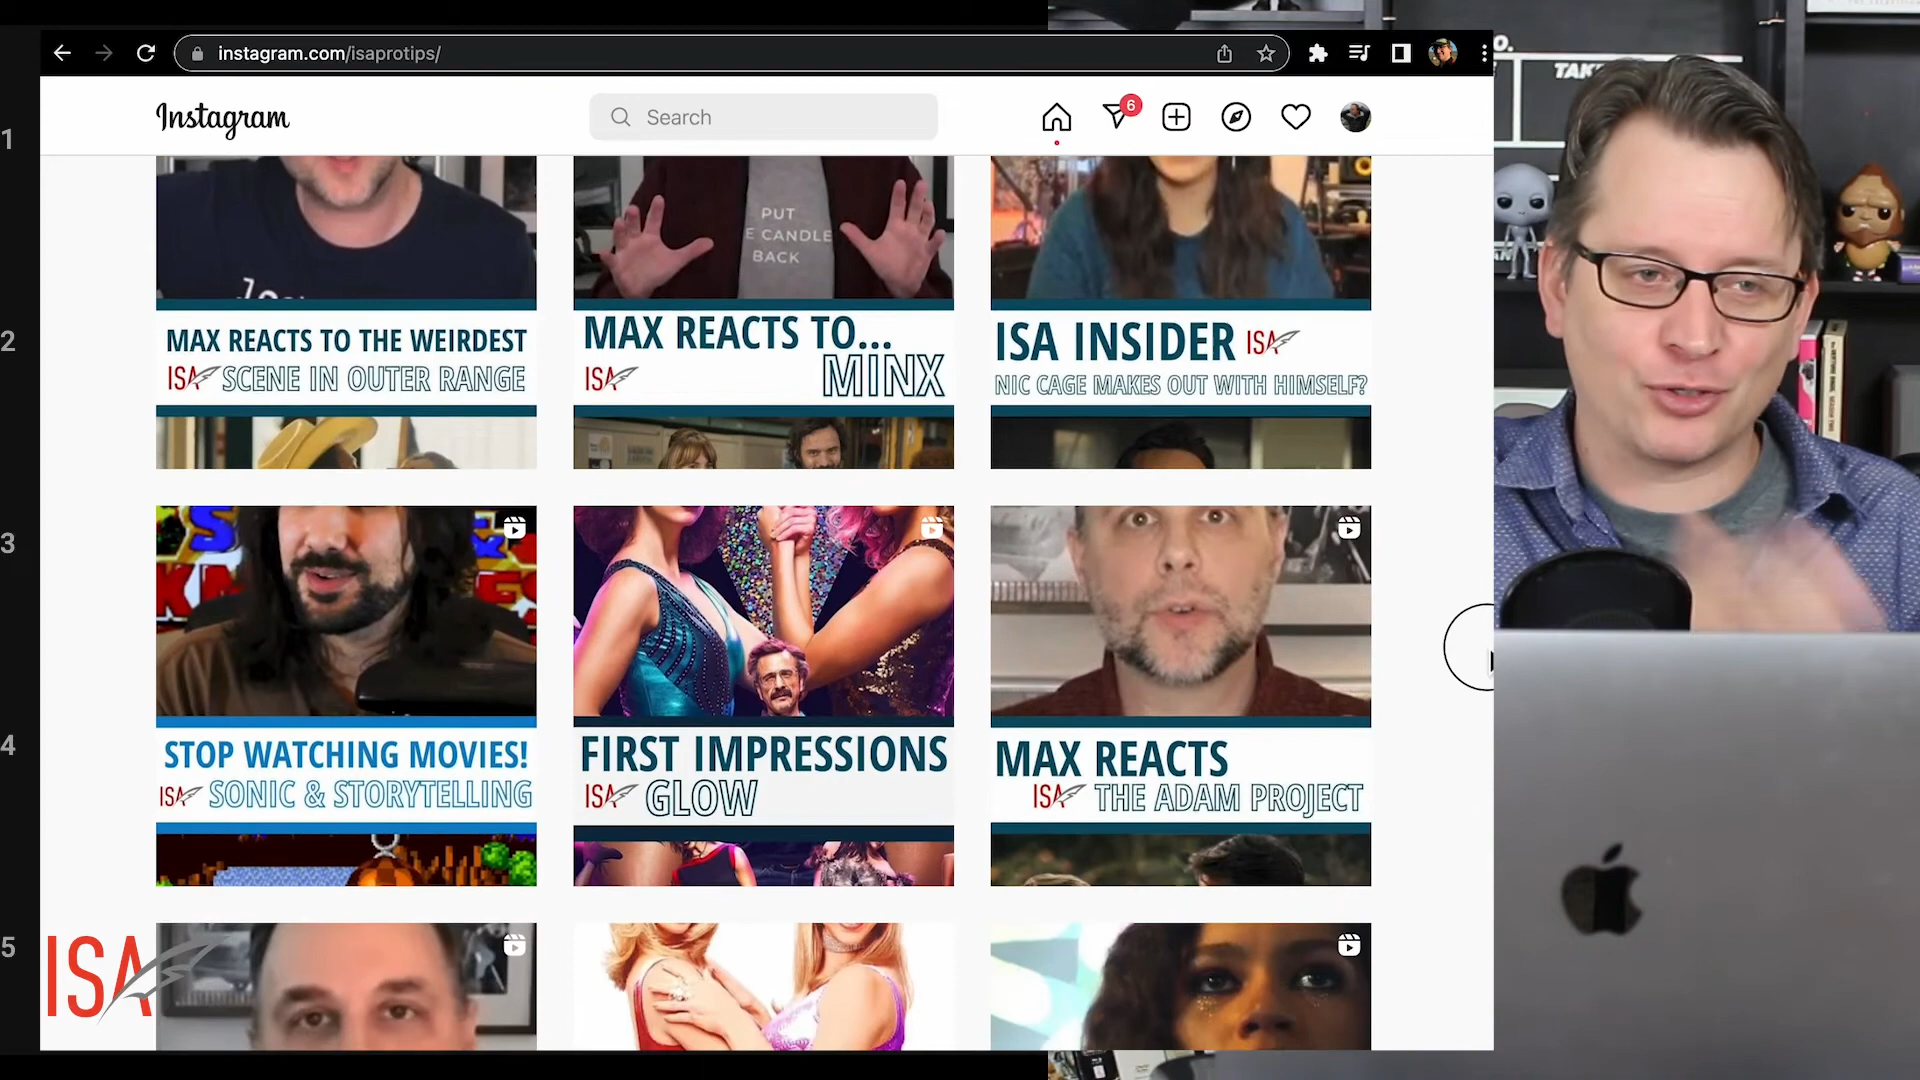 instagram.com/isaprotips/
TAKE
Instagram
Search
6
1
2
3
4
5
PUT
E CANDLE
BACK
MAX REACTS TO THE WEIRDEST
ISA SCENE IN OUTER RANGE
MAX REACTS TO...
ISA MINX
ISA INSIDER ISA
NIC CAGE MAKES OUT WITH HIMSELF?
STOP WATCHING MOVIES!
ISA SONIC & STORYTELLING
FIRST IMPRESSIONS
ISA GLOW
MAX REACTS
ISA THE ADAM PROJECT
ISA